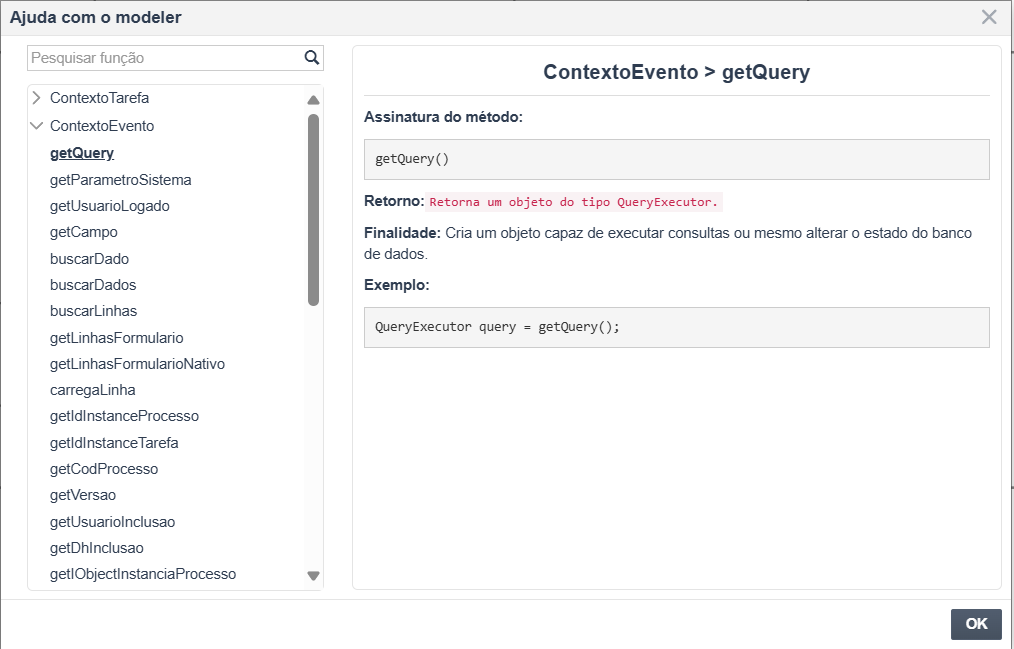 Ajuda com o modeler
Pesquisar função
ContextoTarefa
ContextoEvento
getQuery
getParametroSistema
getUsuarioLogado
getCampo
buscarDado
buscarDados
buscarLinhas
getLinhasFormulario
getLinhasFormularioNativo
carregaLinha
getIdInstanceProcesso
getIdInstanceTarefa
getCodProcesso
getVersao
getUsuarioInclusao
getDhInclusao
getIObjectInstanciaProcesso
ContextoEvento > getQuery
Assinatura do método:
getQuery()
Retorno: Retorna um objeto do tipo QueryExecutor.
Finalidade: Cria um objeto capaz de executar consultas ou mesmo alterar o estado do banco
de dados.
Exemplo:
QueryExecutor query = getQuery();
OK